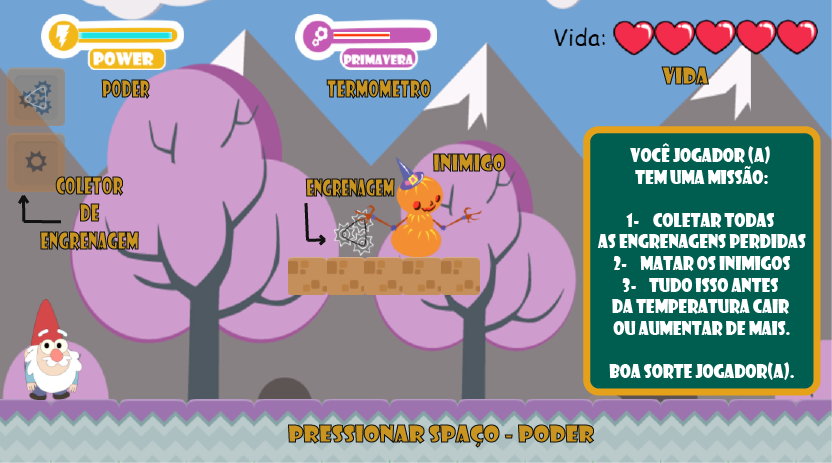 POWER
PODER
PRIMAVERA
TERMOMETRO
Vida:
VIDA
COLETOR
DE
ENGRENAGEM
ENGRENAGEM
INIMIGO
VOCÊ JOGADOR (A)
TEM UMA MISSÃO:
1- COLETAR TODAS
AS ENGRENAGENS PERDIDAS
2- MATAR OS INIMIGOS
3- TUDO ISSO ANTES
DA TEMPERATURA CAIR
OU AUMENTAR DE MAIS.
BOA SORTE JOGADOR(A).
PRESSIONAR SPAÇO - PODER